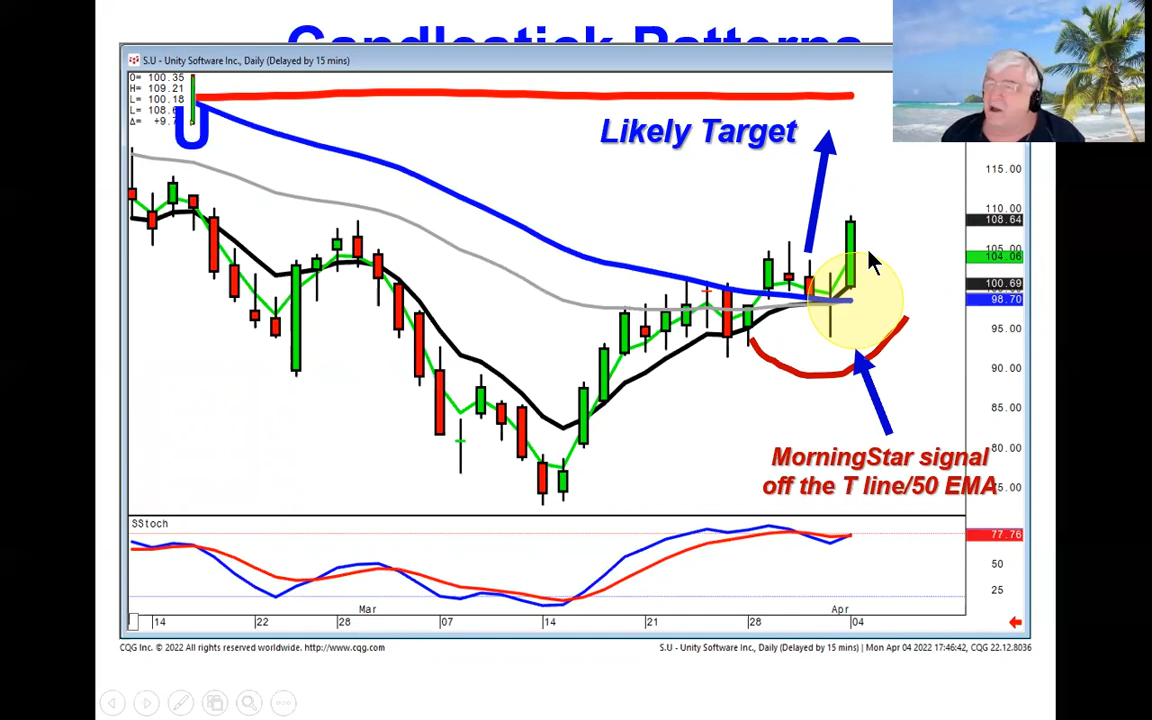 Candlestick Patterns
S.U - Unity Software Inc., Daily (Delayed by 15 mins)
O= 100.35
H= 109.21
L= 100.18
L= 108.6
Δ= +9.
U
Likely Target
115.00
110.00
108.64
105.00
104.06
100.69
98.70
95.00
90.00
85.00
80.00
75.00
MorningStar signal
off the T line/50 EMA
SStoch
77.76
50
25
Mar
Apr
14
22
28
07
14
21
28
04
CQG Inc. © 2022 All rights reserved worldwide. http://www.cqg.com
S.U - Unity Software Inc., Daily (Delayed by 15 mins) | Mon Apr 04 2022 17:46:42, CQG 22.12.8036